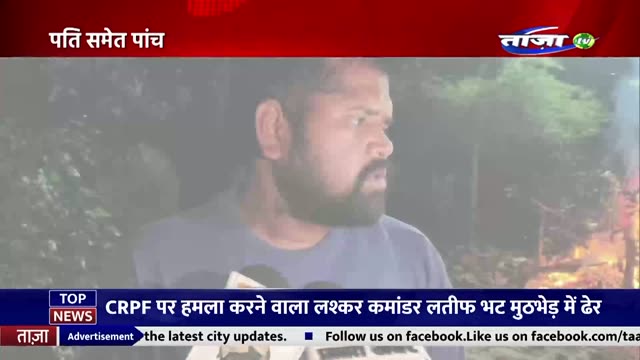 पति समेत पांच
ताज़ा tv
TOP
NEWS
CRPF पर हमला करने वाला लश्कर कमांडर लतीफ भट मुठभेड़ में ढेर
ताज़ा
Advertisement
the latest city updates.
Follow us on facebook.Like us on facebook.com/taa